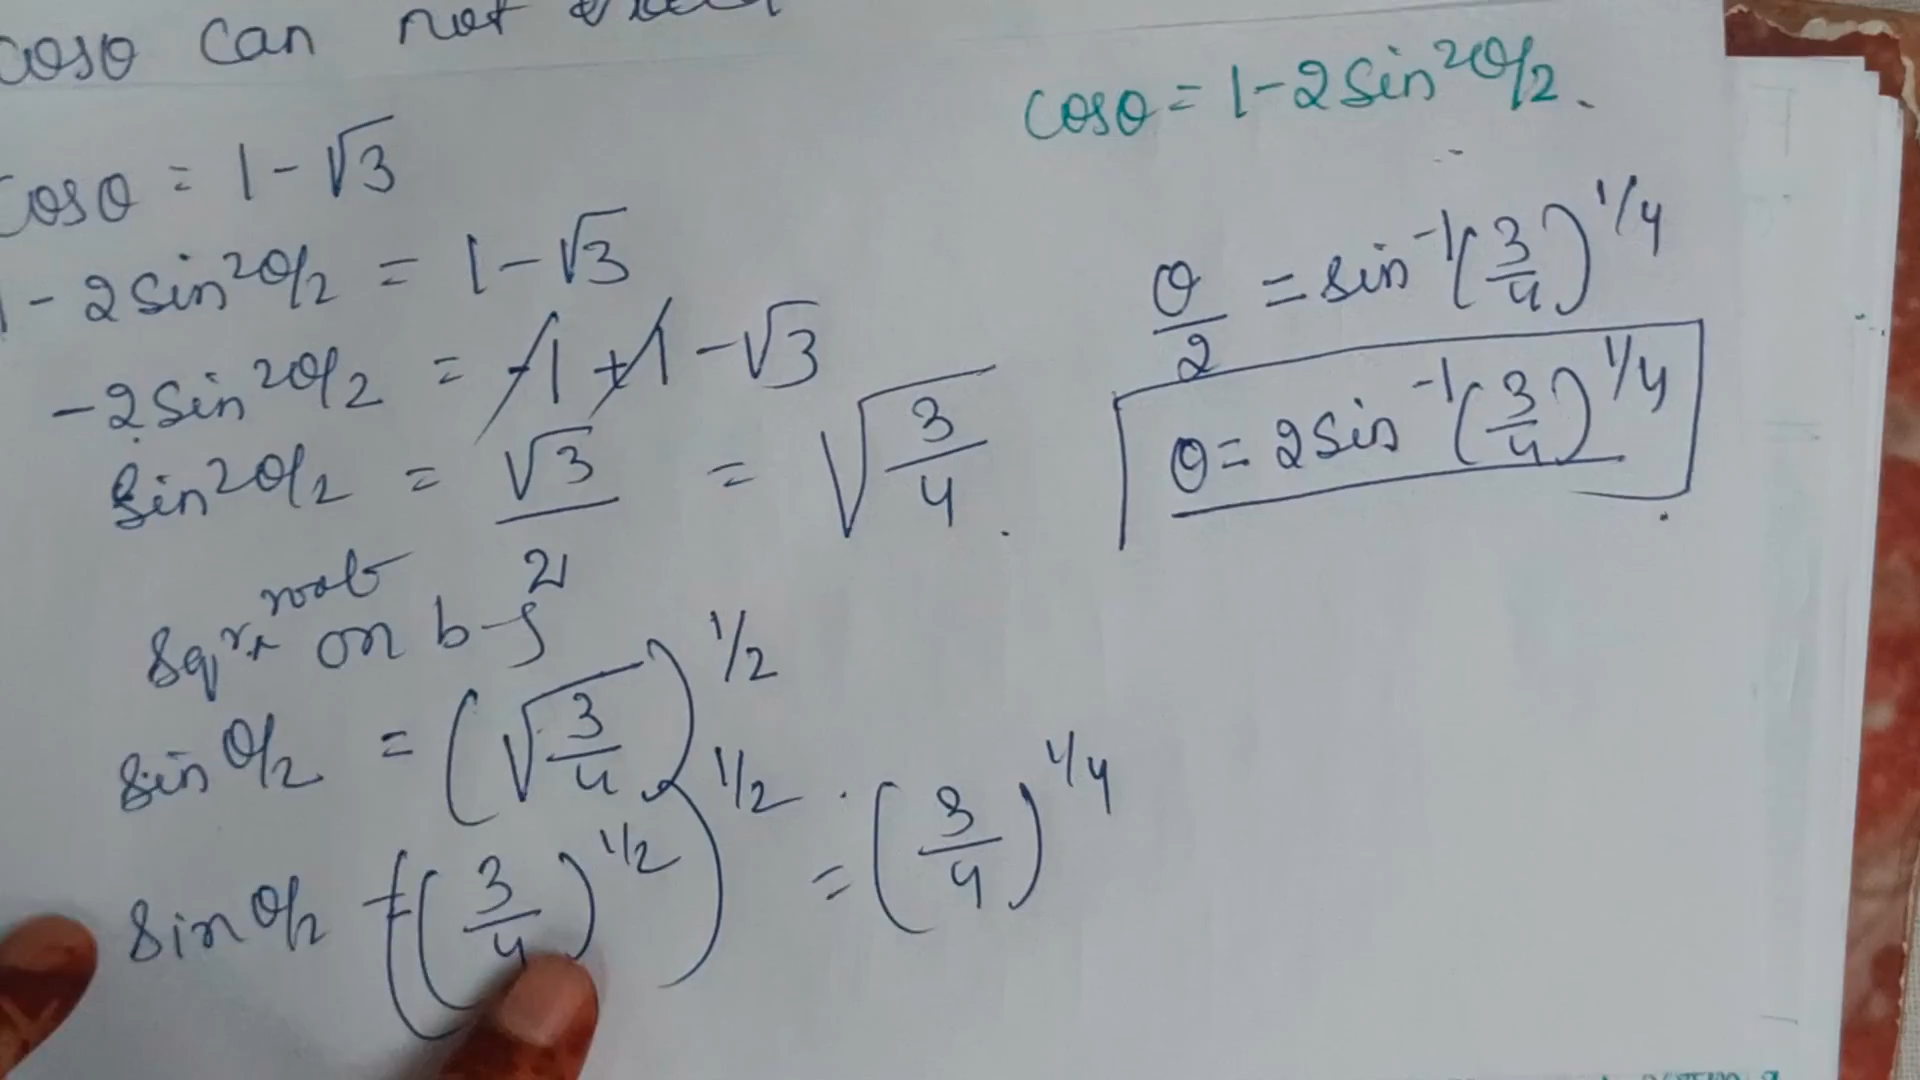 cosθ can not
cosθ = 1-√3
1-2sin²θ/2 = 1-√3
-2sin²θ/2 = -1+1-√3
sin²θ/2 = √3/2 = √(3/4).
sqr root on b-s
sinθ/2 = (√(3/4))^1/2
sinθ/2 = ((3/4)^1/2)^1/2 = (3/4)^1/4
cosθ = 1-2sin²θ/2.
θ/2 = sin⁻¹(3/4)^1/4
θ = 2sin⁻¹(3/4)^1/4